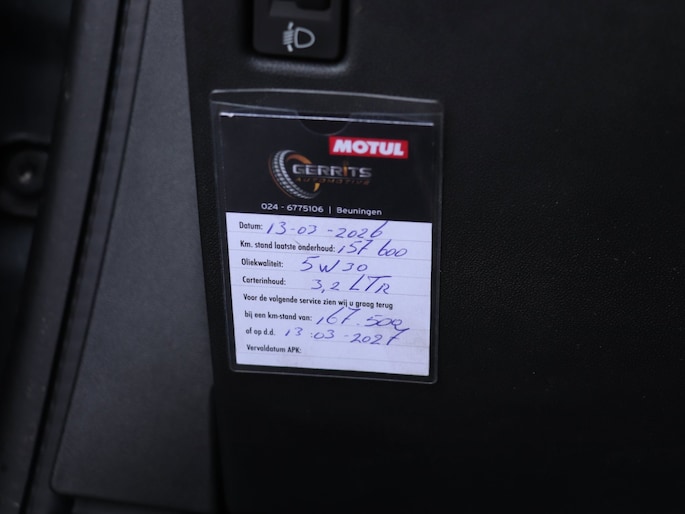 MOTUL
GERRITS
AUTOMOTIVE
024 - 6775106 | Beuningen
Datum: 13-03-2026
Km. stand laatste onderhoud: 157 600
Oliekwaliteit: 5W30
Carterinhoud: 3,2 LTR
Voor de volgende service zien wij u graag terug
bij een km-stand van: 167.500
of op d.d. 13-03-2027
Vervaldatum APK: